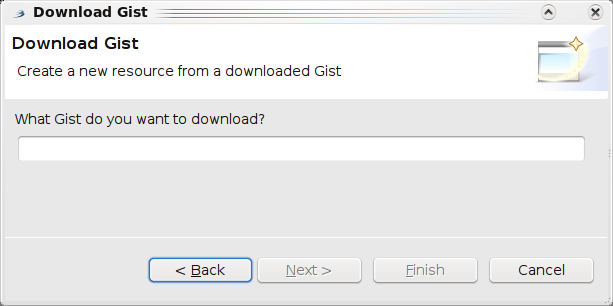 Download Gist
Download Gist
Create a new resource from a downloaded Gist
What Gist do you want to download?
< Back
Next >
Finish
Cancel